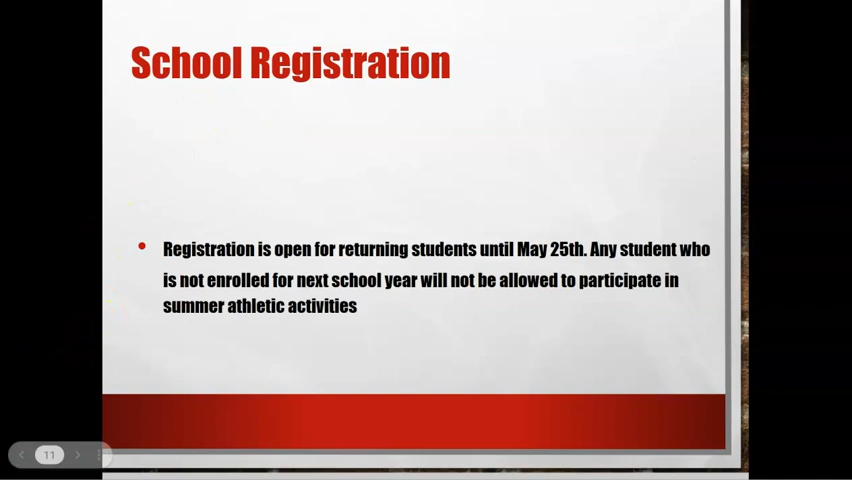 School Registration
• Registration is open for returning students until May 25th. Any student who
is not enrolled for next school year will not be allowed to participate in
summer athletic activities
11